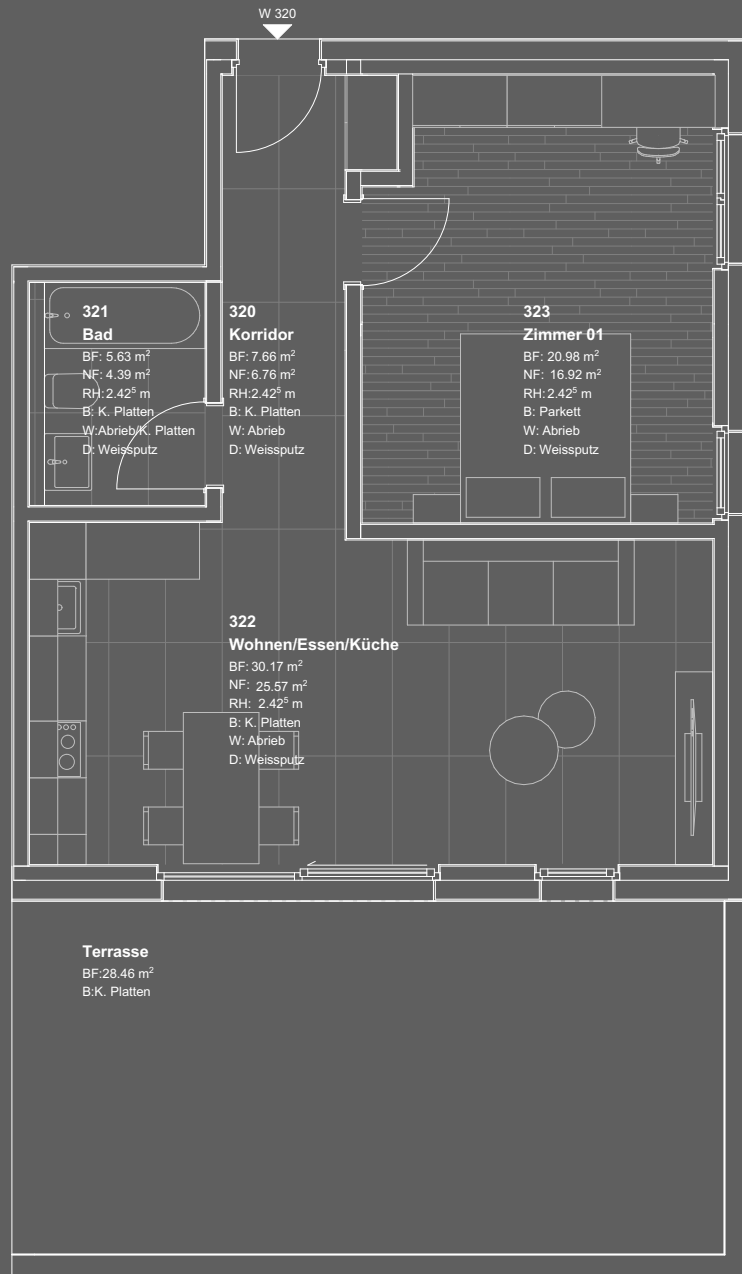 W 320
321
Bad
BF: 5.63 m²
NF: 4.39 m²
RH: 2.42⁵ m
B: K. Platten
W: Abrieb/K. Platten
D: Weissputz
320
Korridor
BF: 7.66 m²
NF: 6.76 m²
RH: 2.42⁵ m
B: K. Platten
W: Abrieb
D: Weissputz
323
Zimmer 01
BF: 20.98 m²
NF: 16.92 m²
RH: 2.42⁵ m
B: Parkett
W: Abrieb
D: Weissputz
322
Wohnen/Essen/Küche
BF: 30.17 m²
NF: 25.57 m²
RH: 2.42⁵ m
B: K. Platten
W: Abrieb
D: Weissputz
Terrasse
BF:28.46 m²
B:K. Platten